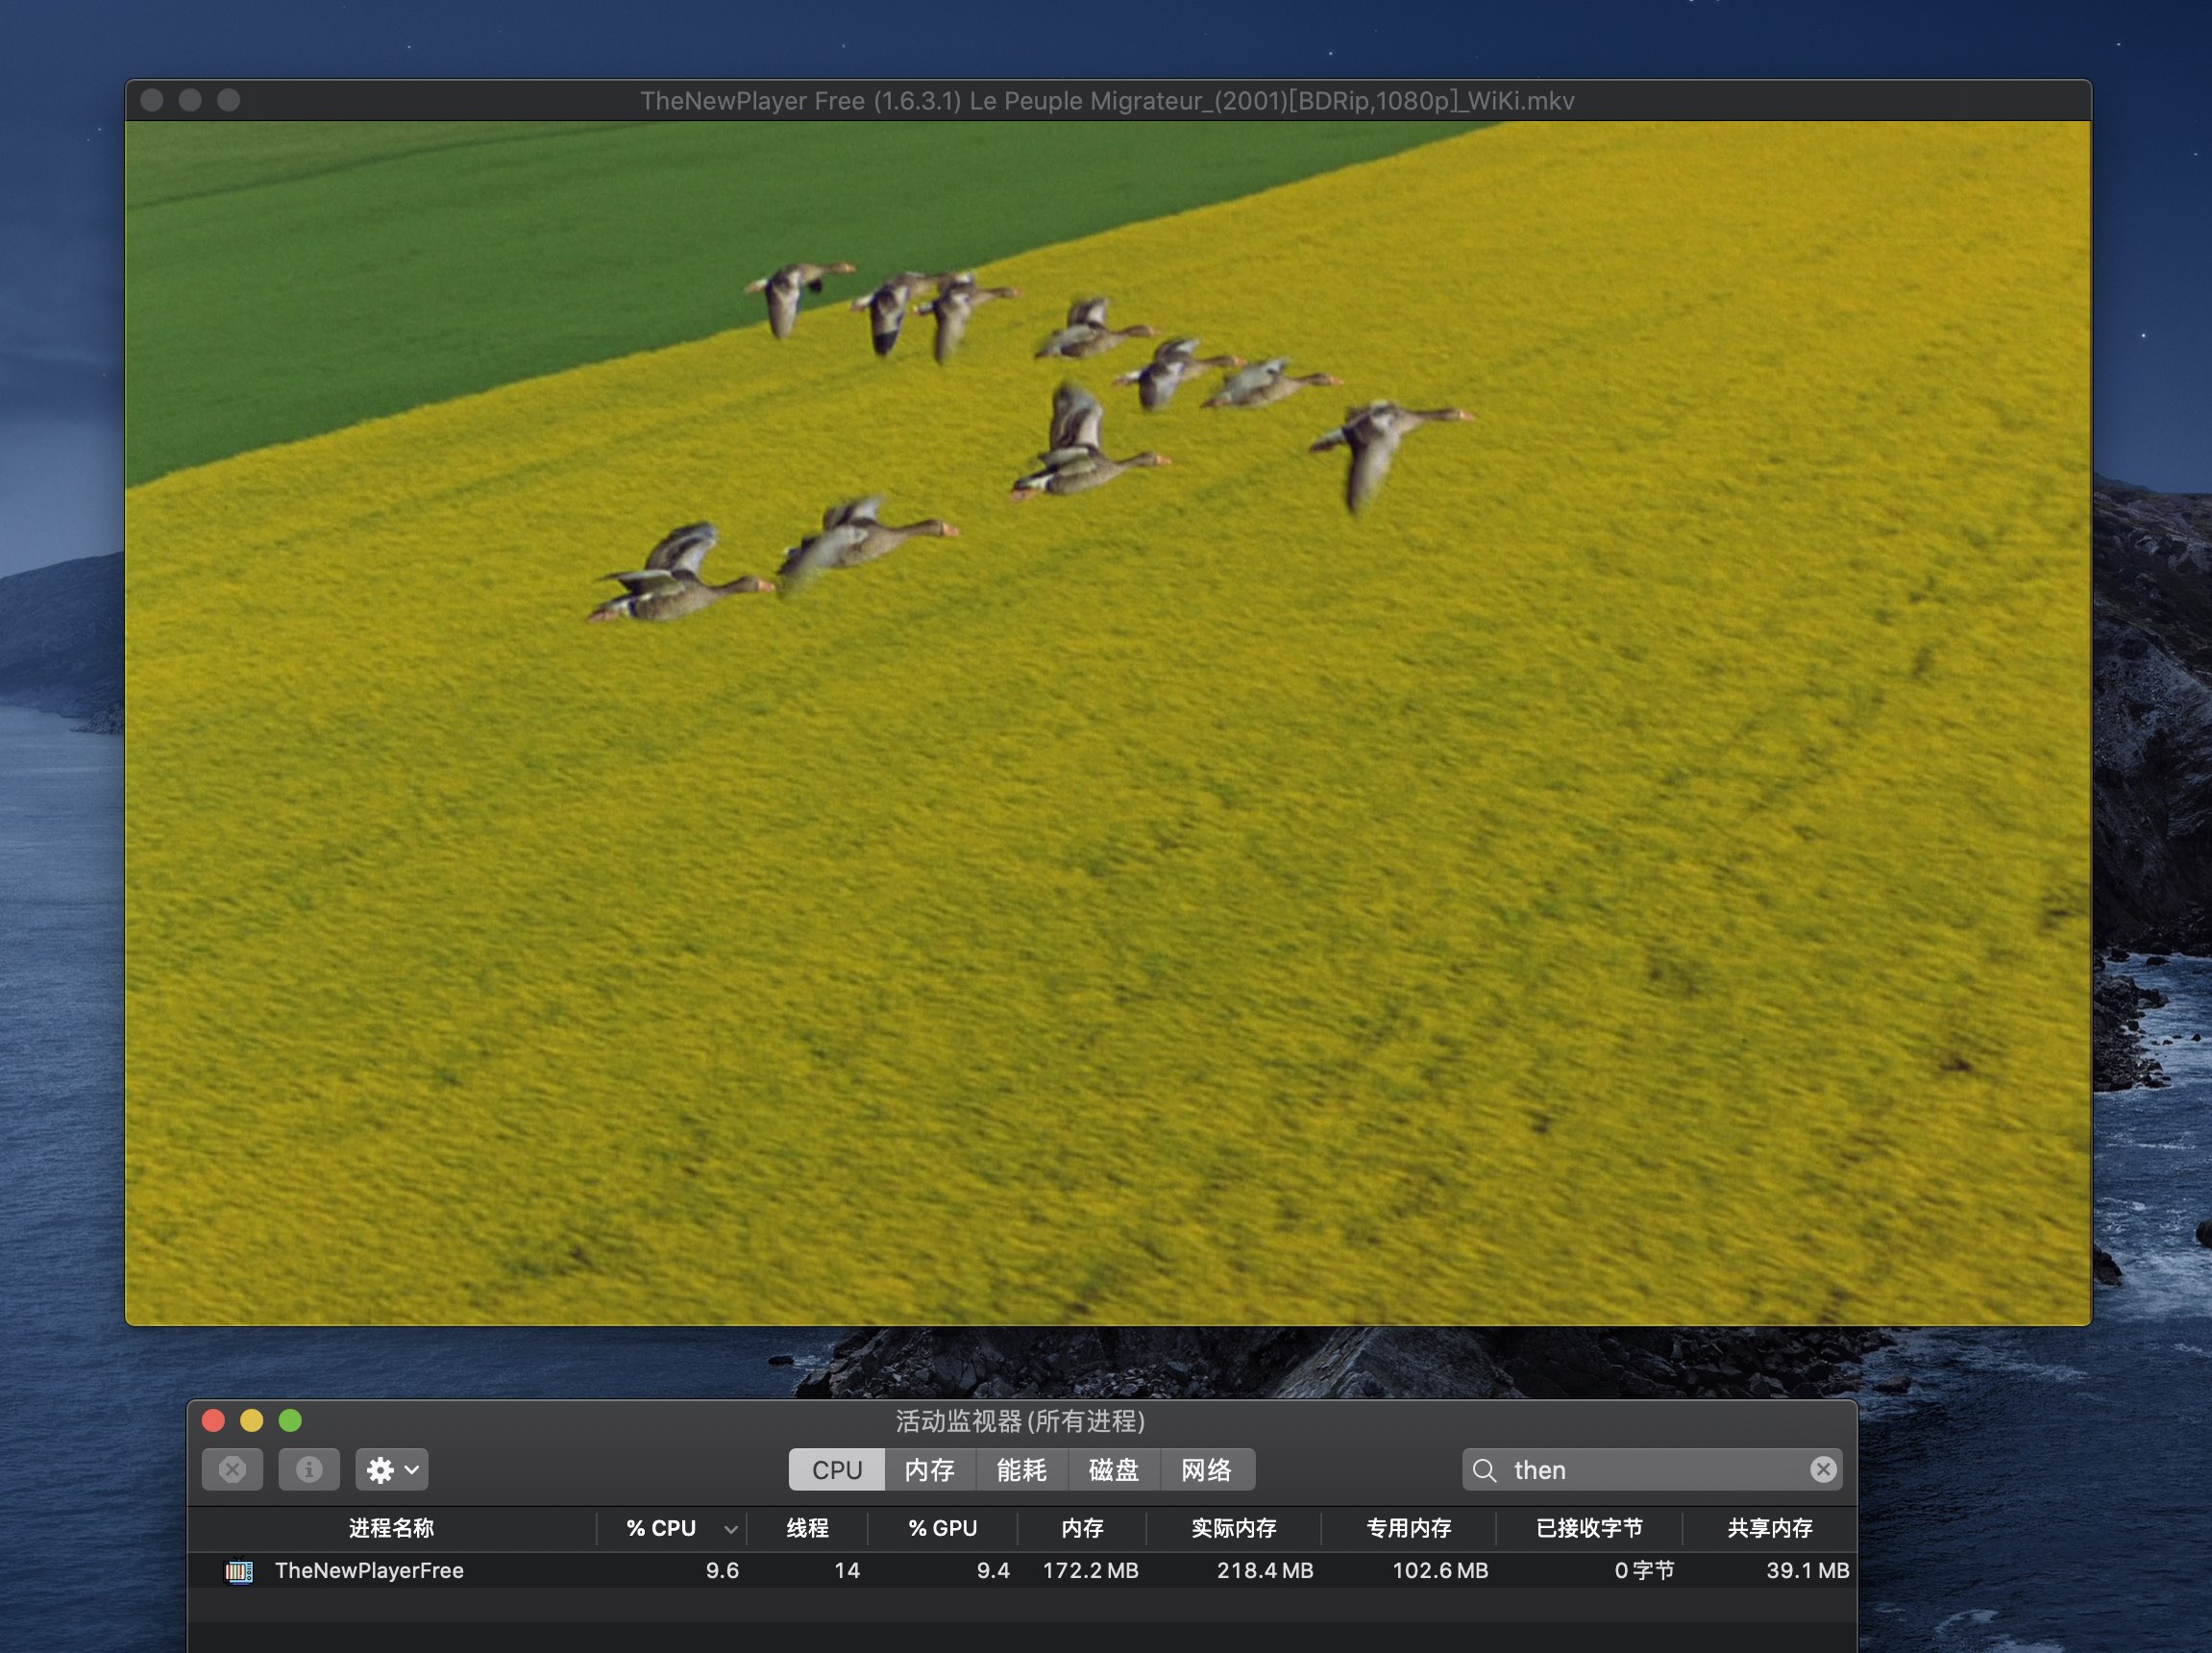 TheNewPlayer Free (1.6.3.1) Le Peuple Migrateur_(2001)[BDRip,1080p]_WiKi.mkv
活动监视器 (所有进程)
CPU 内存 能耗 磁盘 网络 then
进程名称 % CPU 线程 % GPU 内存 实际内存 专用内存 已接收字节 共享内存
TheNewPlayerFree 9.6 14 9.4 172.2 MB 218.4 MB 102.6 MB 0 字节 39.1 MB